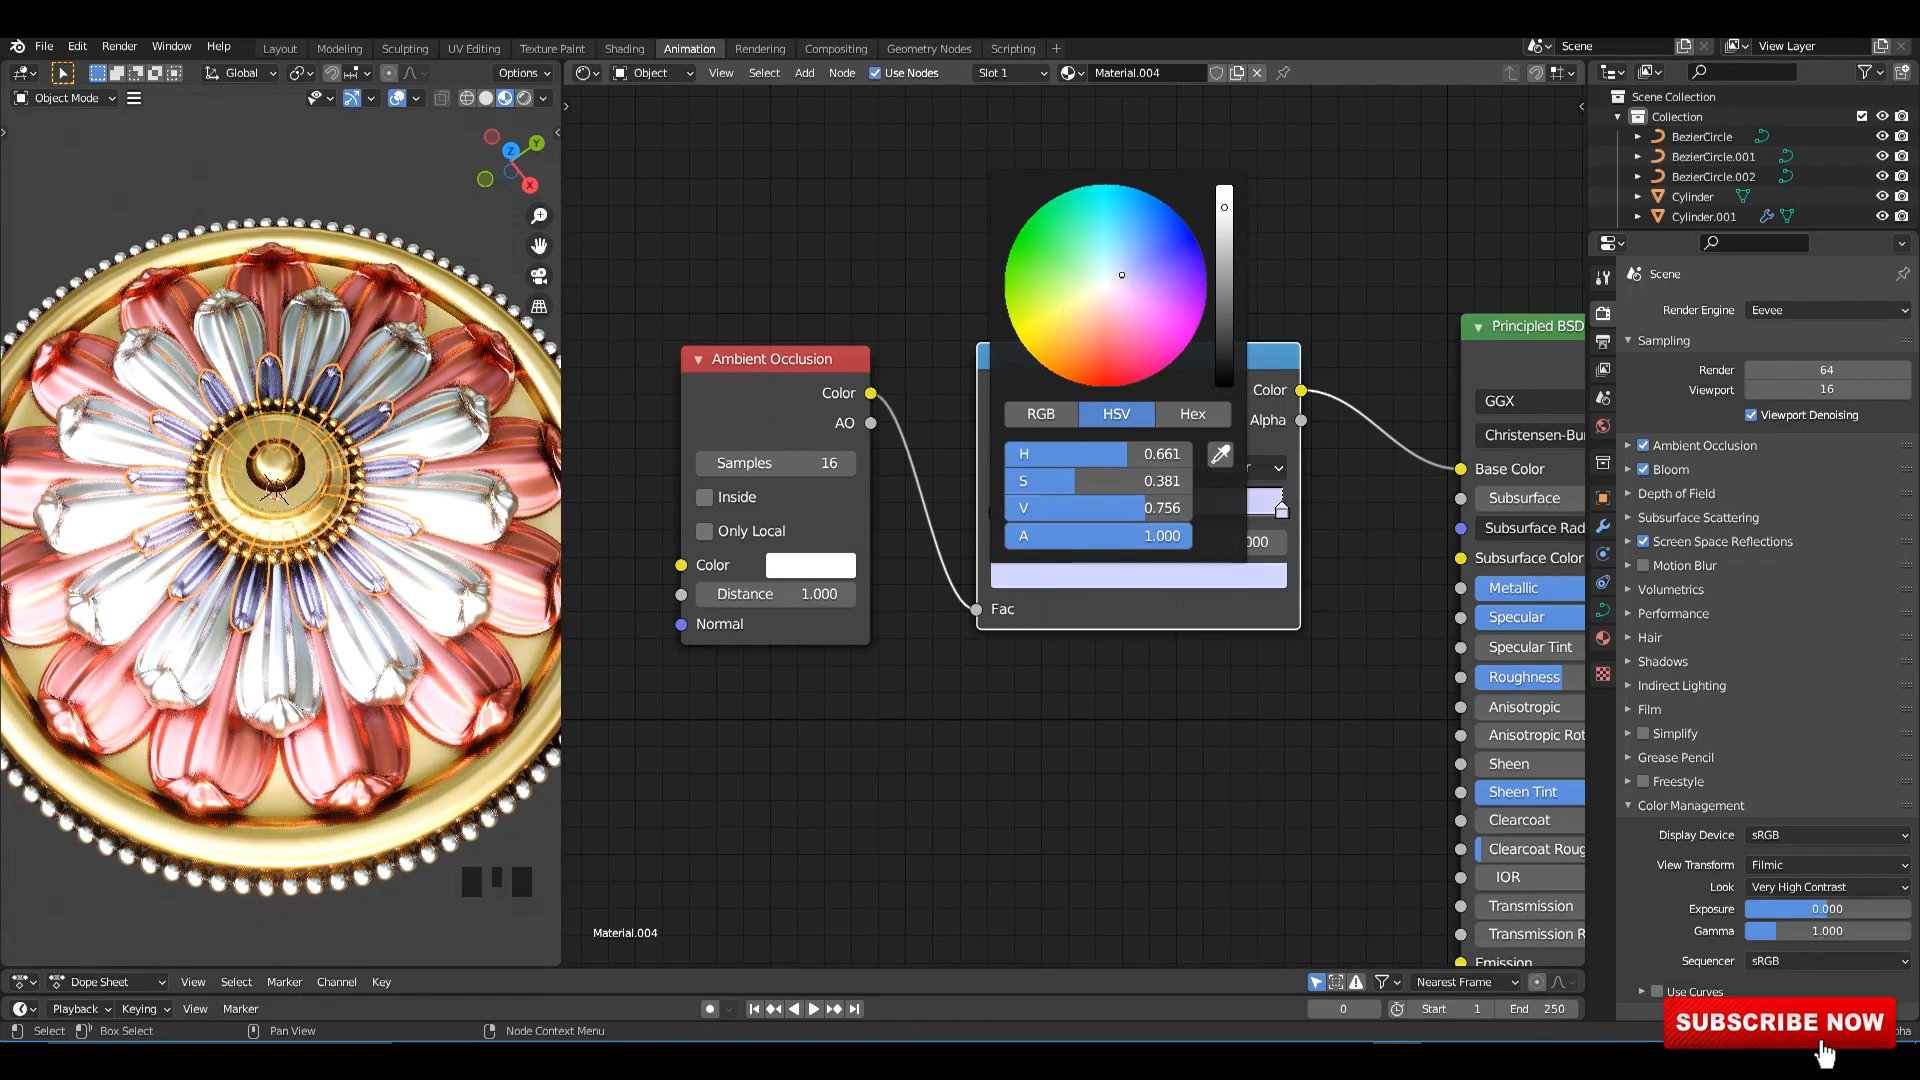 File Edit Render Window Help Layout Modeling Sculpting UV Editing Texture Paint Shading Animation Rendering Compositing Geometry Nodes Scripting + Scene View Layer
Global Options Object View Select Add Node Use Nodes Slot 1 Material.004
Object Mode
Scene Collection
Collection
BezierCircle
BezierCircle.001
BezierCircle.002
Cylinder
Cylinder.001
X Y Z
Scene
Render Engine Eevee
Sampling
Render 64
Viewport 16
Viewport Denoising
Ambient Occlusion
Bloom
Depth of Field
Subsurface Scattering
Screen Space Reflections
Motion Blur
Volumetrics
Performance
Hair
Shadows
Indirect Lighting
Film
Simplify
Grease Pencil
Freestyle
Color Management
Display Device sRGB
View Transform Filmic
Look Very High Contrast
Exposure 0.000
Gamma 1.000
Sequencer sRGB
Use Curves
Ambient Occlusion
Color
AO
Samples 16
Inside
Only Local
Color
Distance 1.000
Normal
RGB HSV Hex
H 0.661
S 0.381
V 0.756
A 1.000
Color
Alpha
Fac
Principled BSD
GGX
Christensen-Bu
Base Color
Subsurface
Subsurface Rad
Subsurface Color
Metallic
Specular
Specular Tint
Roughness
Anisotropic
Anisotropic Rot
Sheen
Sheen Tint
Clearcoat
Clearcoat Roug
IOR
Transmission
Transmission R
Emission
Material.004
Dope Sheet View Select Marker Channel Key Nearest Frame
Playback Keying View Marker 0 Start 1 End 250
Select Box Select Pan View Node Context Menu
SUBSCRIBE NOW